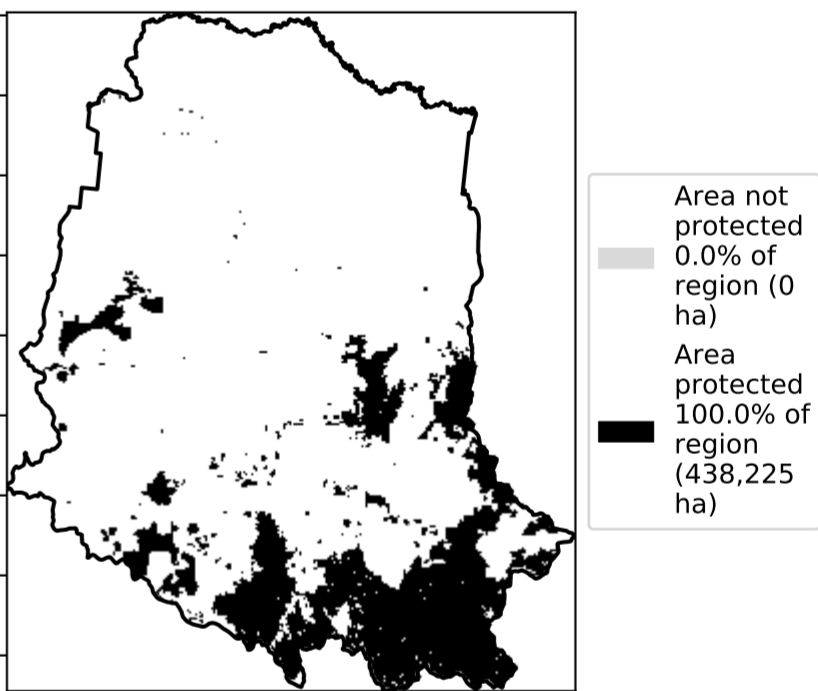 Area not
protected
0.0% of
region (0
ha)
Area
protected
100.0% of
region
(438,225
ha)